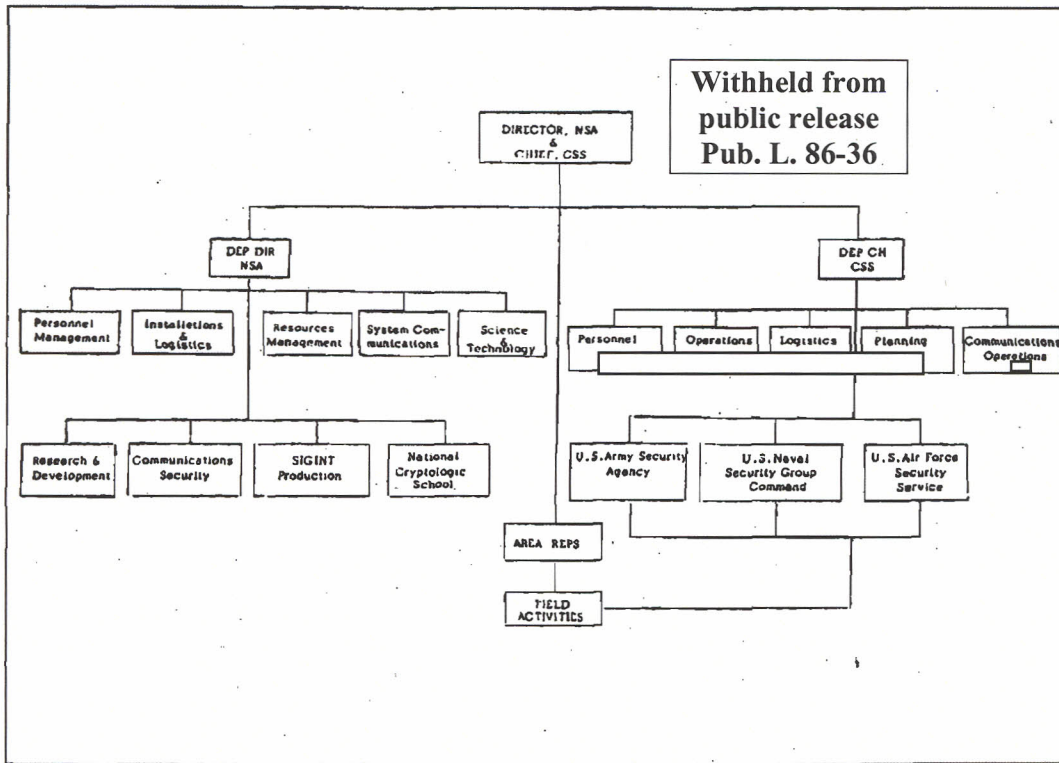 Withheld from
public release
Pub. L. 86-36
DIRECTOR, NSA
&
CHIEF, CSS
DEP DIR
NSA
DEP CH
CSS
Personnel
Management
Installations
&
Logistics
Resources
Management
System Com-
munications
Science
&
Technology
Personnel
Operations
Logistics
Planning
Communications
Operations
Research &
Development
Communications
Security
SIGINT
Production
National
Cryptologic
School
U.S.Army Security
Agency
U.S.Naval
Security Group
Command
U.S.Air Force
Security
Service
AREA REPS
FIELD
ACTIVITIES